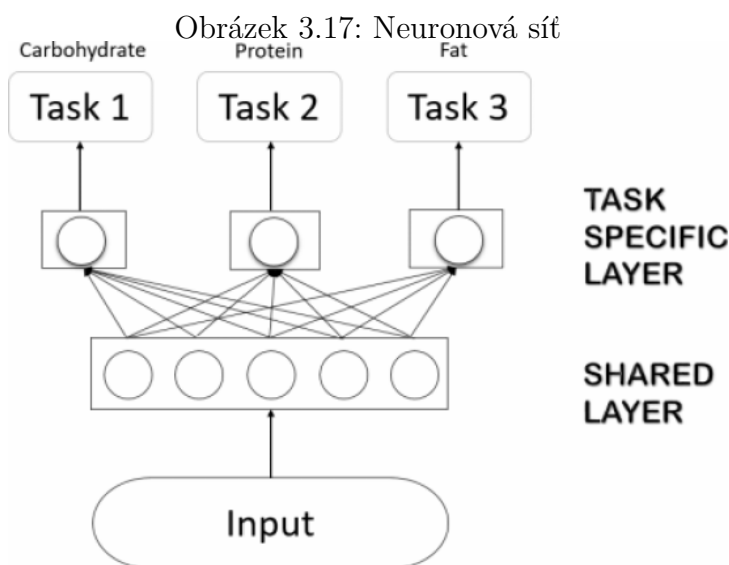 Obrázek 3.17: Neuronová síť
Carbohydrate Protein Fat
Task 1 Task 2 Task 3
TASK
SPECIFIC
LAYER
SHARED
LAYER
Input